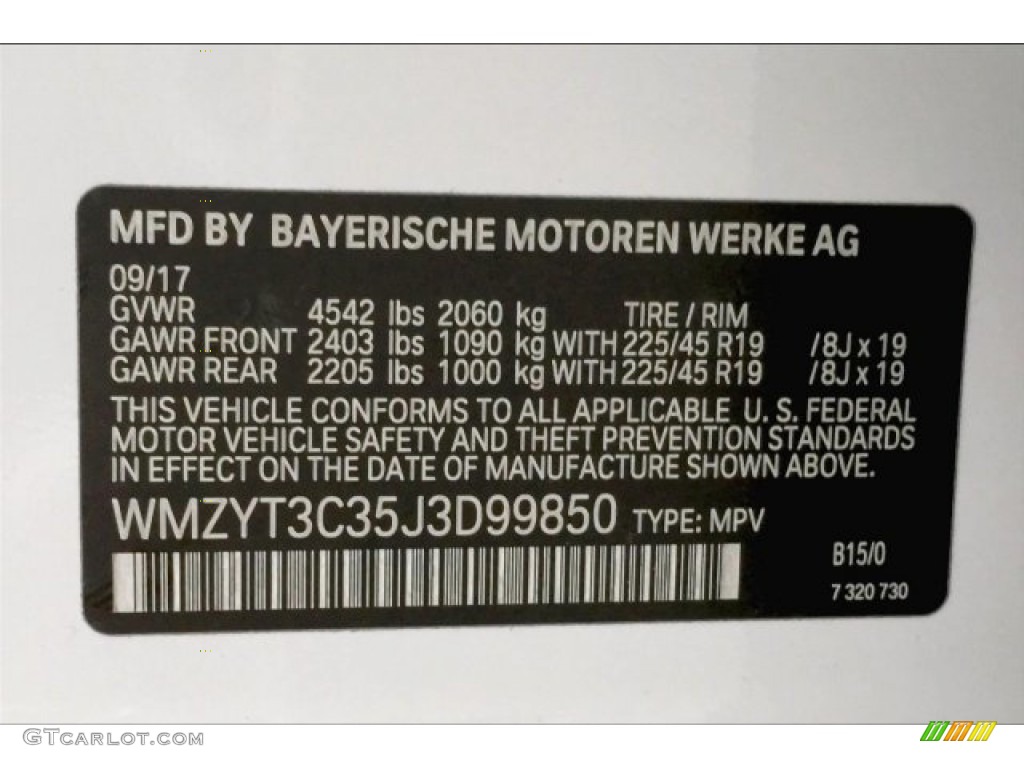 MFD BY BAYERISCHE MOTOREN WERKE AG
09/17
GVWR 4542 lbs 2060 kg TIRE / RIM
GAWR FRONT 2403 lbs 1090 kg WITH 225/45 R19 /8J x 19
GAWR REAR 2205 lbs 1000 kg WITH 225/45 R19 /8J x 19
THIS VEHICLE CONFORMS TO ALL APPLICABLE U. S. FEDERAL
MOTOR VEHICLE SAFETY AND THEFT PREVENTION STANDARDS
IN EFFECT ON THE DATE OF MANUFACTURE SHOWN ABOVE.
WMZYT3C35J3D99850 TYPE: MPV
B15/0
7 320 730
GTCARLOT.COM